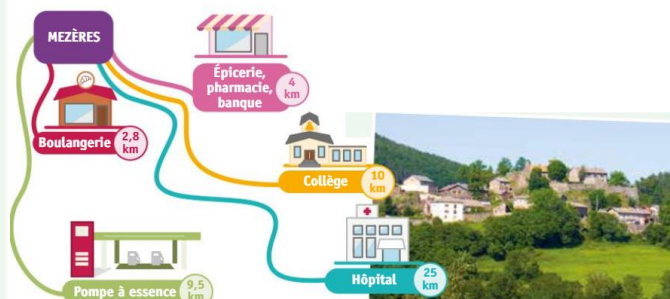 MEZÈRES
Épicerie,
pharmacie,
banque
4
km
Boulangerie
2,8
km
Collège
10
km
Hôpital
25
km
Pompe à essence
9,5
km